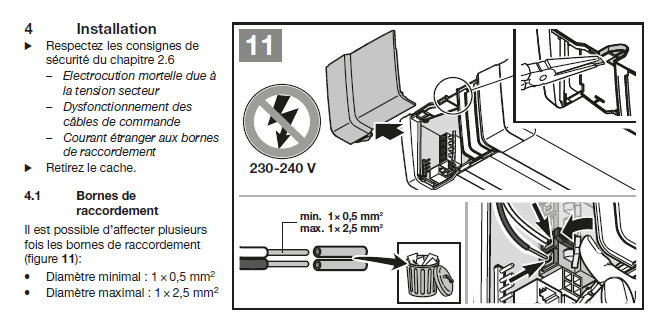 4 Installation
► Respectez les consignes de
sécurité du chapitre 2.6
– Electrocution mortelle due à
la tension secteur
– Dysfonctionnement des
câbles de commande
– Courant étranger aux bornes
de raccordement
► Retirez le cache.
4.1 Bornes de
raccordement
Il est possible d'affecter plusieurs
fois les bornes de raccordement
(figure 11):
• Diamètre minimal : 1 × 0,5 mm²
• Diamètre maximal : 1 × 2,5 mm²
11
230-240 V
min. 1× 0,5 mm²
max. 1× 2,5 mm²